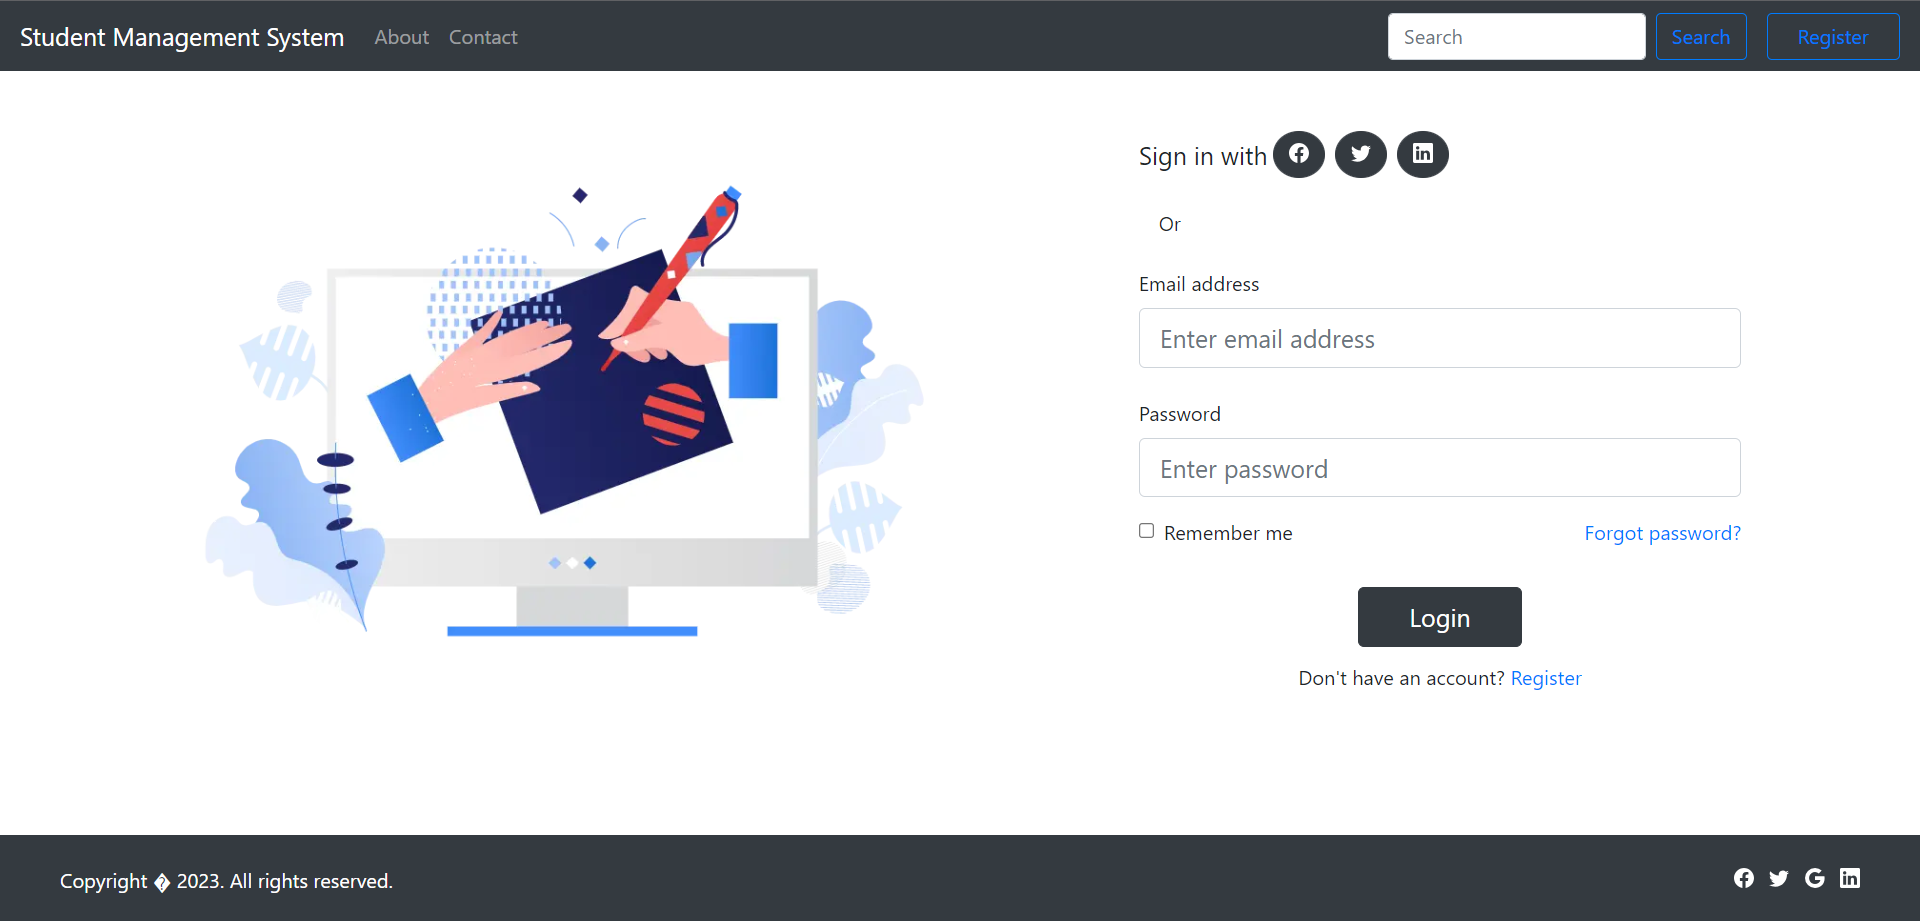 Student Management System About Contact Search Search Register
Sign in with
Or
Email address
Enter email address
Password
Enter password
Remember me Forgot password?
Login
Don't have an account? Register
Copyright � 2023. All rights reserved.